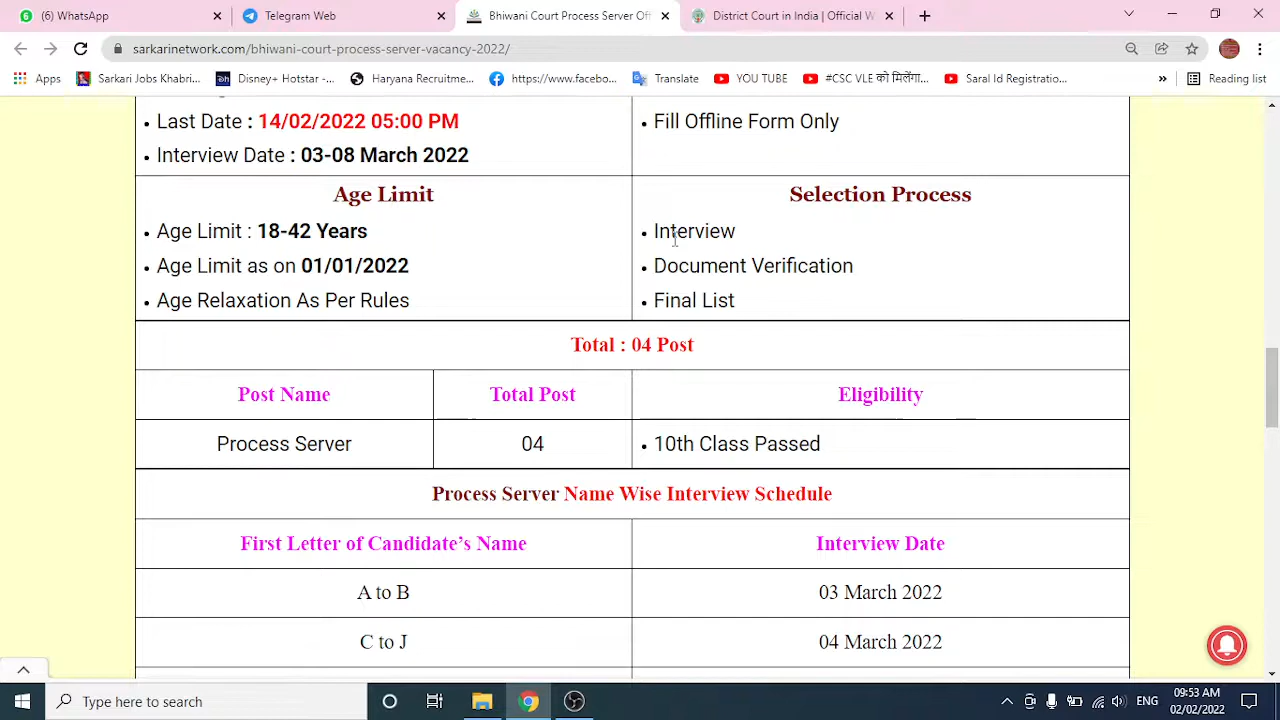 (6) WhatsApp
Telegram Web
Bhiwani Court Process Server Off
District Court in India | Official W
sarkarinetwork.com/bhiwani-court-process-server-vacancy-2022/
Apps
Sarkari Jobs Khabri...
Disney+ Hotstar -...
Haryana Recruitme...
https://www.facebo...
Translate
YOU TUBE
#CSC VLE को मिलेंगा...
Saral Id Registratio...
»
Reading list
Last Date : 14/02/2022 05:00 PM
Interview Date : 03-08 March 2022
Fill Offline Form Only
Age Limit
Age Limit : 18-42 Years
Age Limit as on 01/01/2022
Age Relaxation As Per Rules
Selection Process
Interview
Document Verification
Final List
Total : 04 Post
Post Name Total Post Eligibility
Process Server 04 10th Class Passed
Process Server Name Wise Interview Schedule
First Letter of Candidate's Name Interview Date
A to B 03 March 2022
C to J 04 March 2022
Type here to search
ENG
09:53 AM
02/02/2022